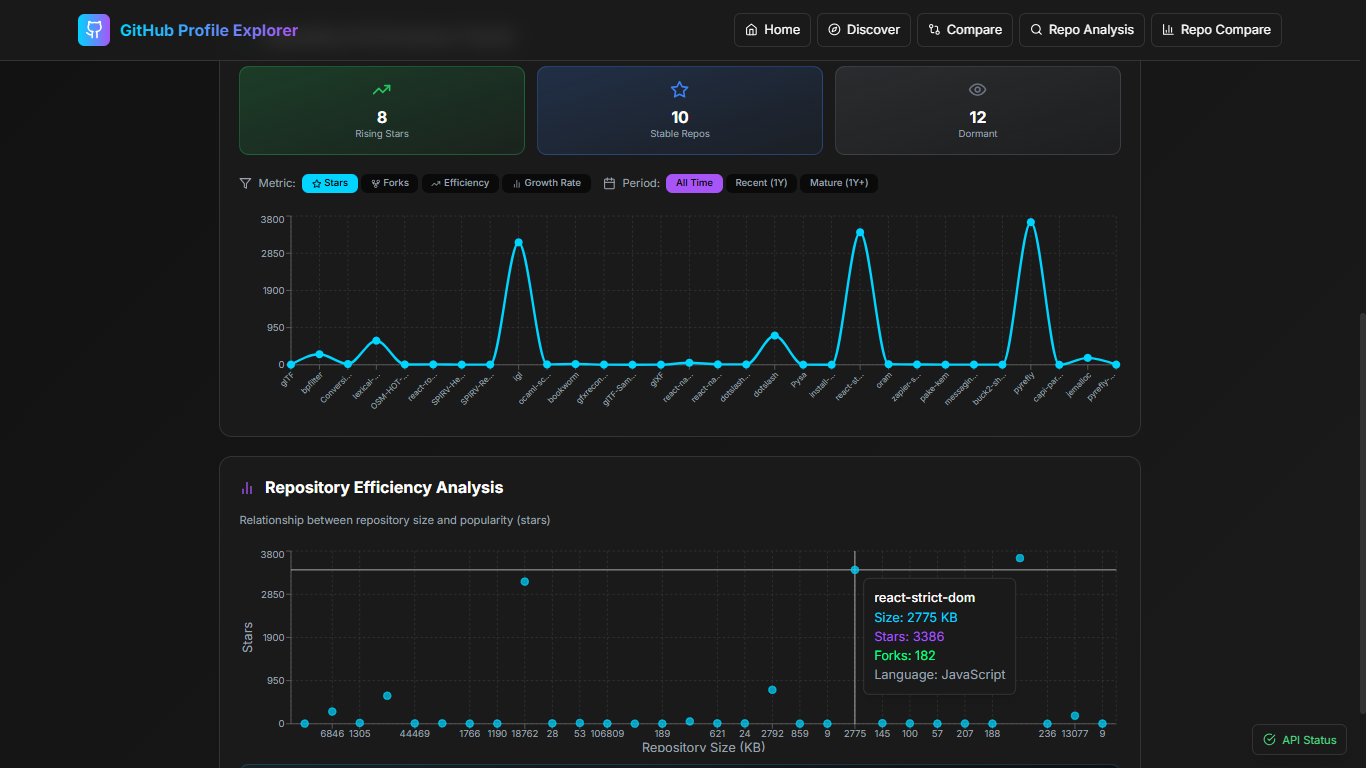 GitHub Profile Explorer
Home Discover Compare Repo Analysis Repo Compare
8 10 12
Rising Stars Stable Repos Dormant
Metric: Stars Forks Efficiency Growth Rate Period: All Time Recent (1Y) Mature (1Y+)
3800
2850
1900
950
0
glTF bpfilter Conversi... lexical-... OSM-HOT-... react-ro... SPIRV-He... SPIRV-Re... igl ocaml-sc... bookworm gfxrecon... glTF-Sam... glXF react-na... react-na... dotslash... dotslash Pysa install-... react-st... oram zapier-s... pake-kem messagin... buck2-sh... pyrefly capi-par... jemalloc pyrefly-...
Repository Efficiency Analysis
Relationship between repository size and popularity (stars)
3800
2850
1900
950
0
Stars
react-strict-dom
Size: 2775 KB
Stars: 3386
Forks: 182
Language: JavaScript
6846 1305 44469 1766 1190 18762 28 53 106809 189 621 24 2792 859 9 2775 145 100 57 207 188 236 13077 9
Repository Size (KB)
API Status